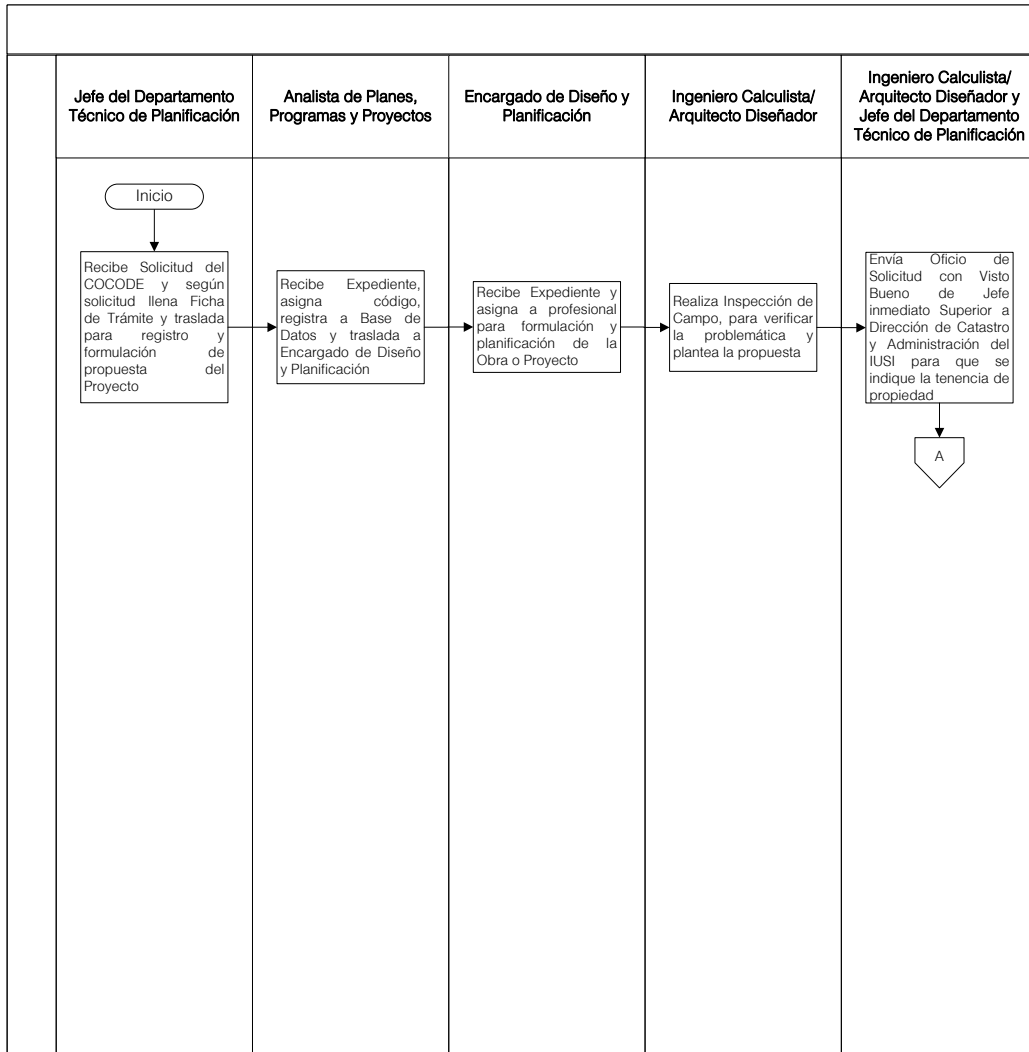 Jefe del Departamento
Técnico de Planificación
Analista de Planes,
Programas y Proyectos
Encargado de Diseño y
Planificación
Ingeniero Calculista/
Arquitecto Diseñador
Ingeniero Calculista/
Arquitecto Diseñador y
Jefe del Departamento
Técnico de Planificación
Inicio
Recibe Solicitud del
COCODE y según
solicitud llena Ficha
de Trámite y traslada
para registro y
formulación de
propuesta del
Proyecto
Recibe Expediente,
asigna código,
registra a Base de
Datos y traslada a
Encargado de Diseño
y Planificación
Recibe Expediente y
asigna a profesional
para formulación y
planificación de la
Obra o Proyecto
Realiza Inspección de
Campo, para verificar
la problemática y
plantea la propuesta
Envía Oficio de
Solicitud con Visto
Bueno de Jefe
inmediato Superior a
Dirección de Catastro
y Administración del
IUSI para que se
indique la tenencia de
propiedad
A